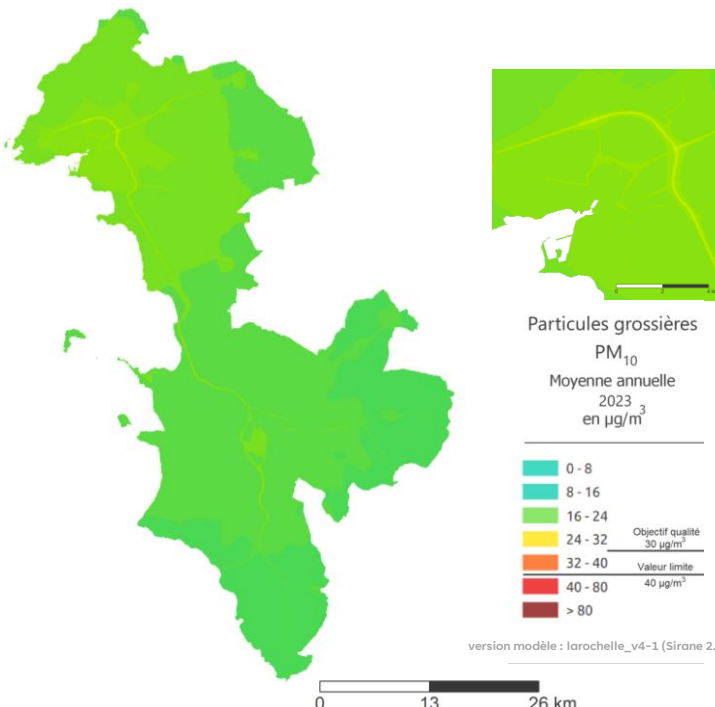 Particules grossières
PM10
Moyenne annuelle
2023
en µg/m3
0 - 8
8 - 16
16 - 24
24 - 32
Objectif qualité
30 µg/m3
32 - 40
Valeur limite
40 µg/m3
40 - 80
> 80
version modèle : larochelle_v4-1 (Sirane 2.
0 13 26 km